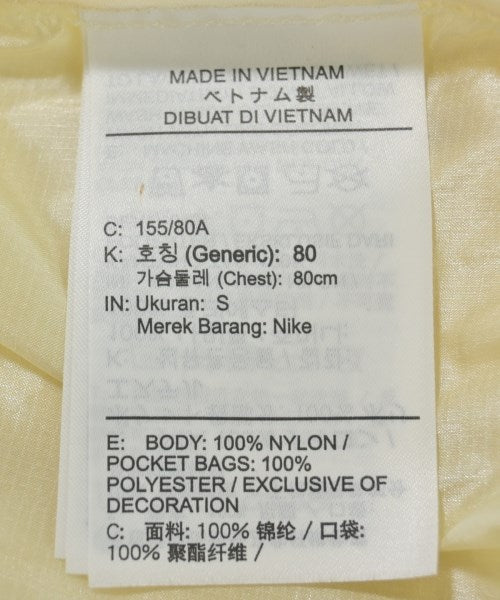 MADE IN VIETNAM
ベトナム製
DIBUAT DI VIETNAM
C: 155/80A
K: 호칭 (Generic): 80
가슴둘레 (Chest): 80cm
IN: Ukuran: S
Merek Barang: Nike
E: BODY: 100% NYLON /
POCKET BAGS: 100%
POLYESTER / EXCLUSIVE OF
DECORATION
C: 面料: 100% 锦纶 / 口袋:
100% 聚酯纤维 /